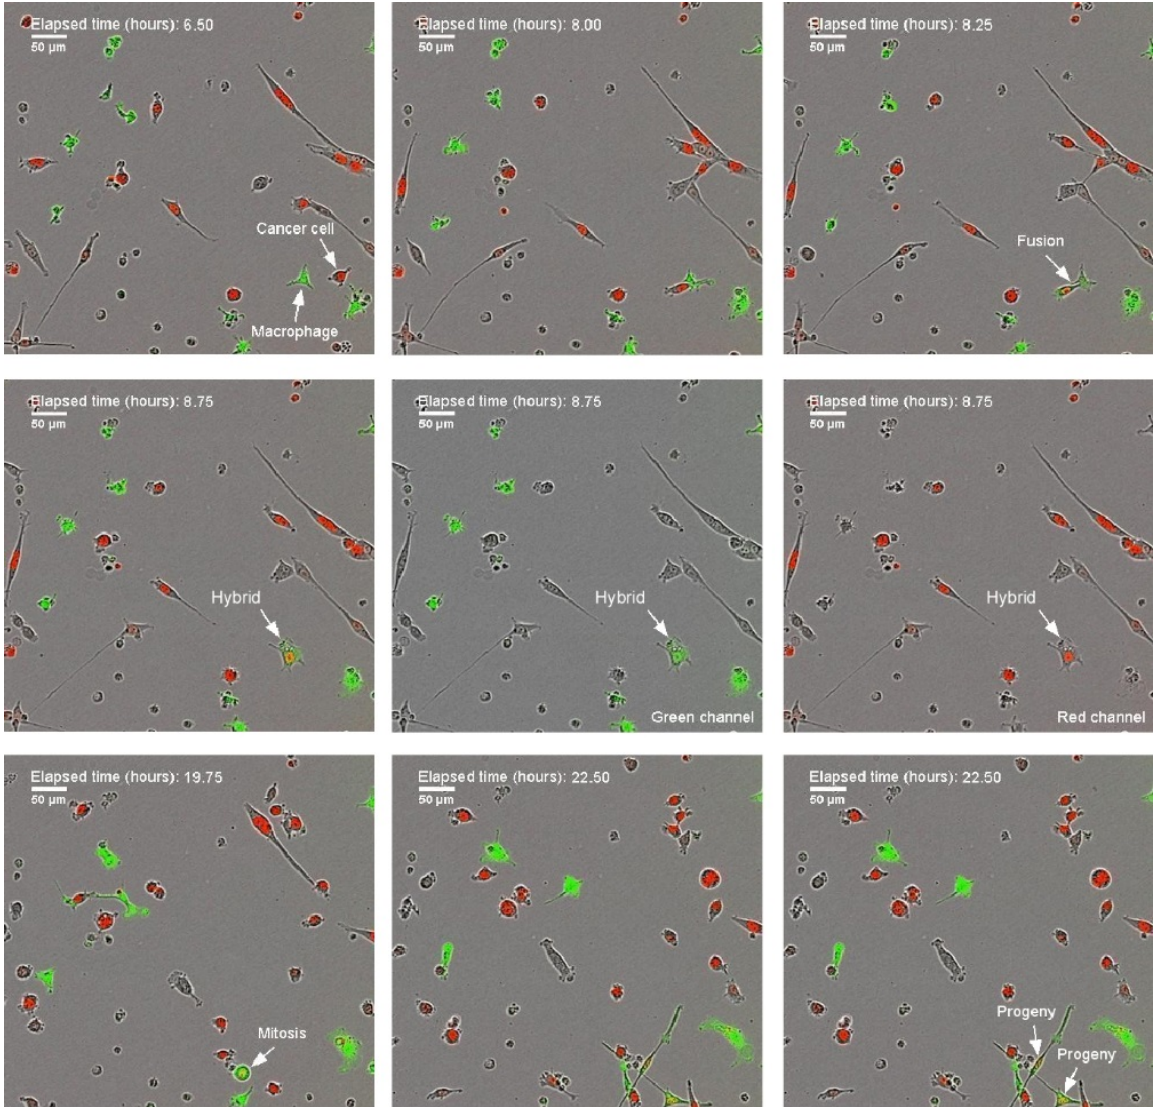 Elapsed time (hours): 6.50
50 µm
Cancer cell
Macrophage
Elapsed time (hours): 8.00
50 µm
Elapsed time (hours): 8.25
50 µm
Fusion
Elapsed time (hours): 8.75
50 µm
Hybrid
Elapsed time (hours): 8.75
50 µm
Hybrid
Green channel
Elapsed time (hours): 8.75
50 µm
Hybrid
Red channel
Elapsed time (hours): 19.75
50 µm
Mitosis
Elapsed time (hours): 22.50
50 µm
Elapsed time (hours): 22.50
50 µm
Progeny
Progeny